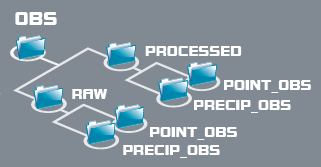 OBS
PROCESSED
POINT_OBS
PRECIP_OBS
RAW
POINT_OBS
PRECIP_OBS